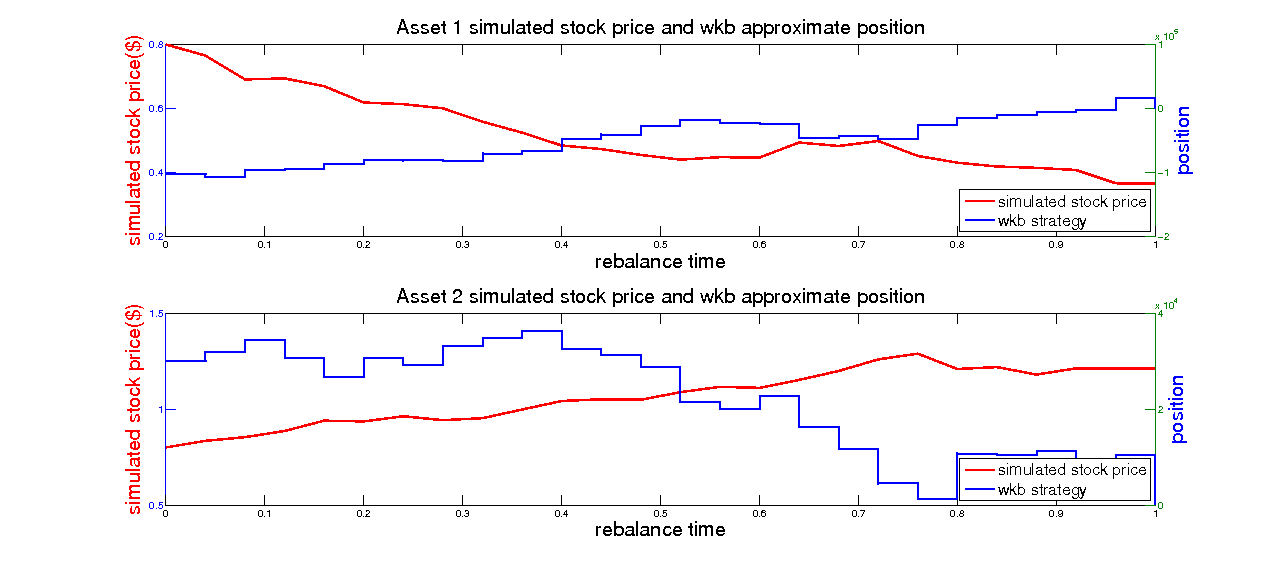 Asset 1 simulated stock price and wkb approximate position
x 10^5
simulated stock price($)
0.8
0.6
0.4
0.2
1
0
-1
-2
position
simulated stock price
wkb strategy
0 0.1 0.2 0.3 0.4 0.5 0.6 0.7 0.8 0.9 1
rebalance time
Asset 2 simulated stock price and wkb approximate position
x 10^4
simulated stock price($)
1.5
1
0.5
4
2
0
position
simulated stock price
wkb strategy
0 0.1 0.2 0.3 0.4 0.5 0.6 0.7 0.8 0.9 1
rebalance time